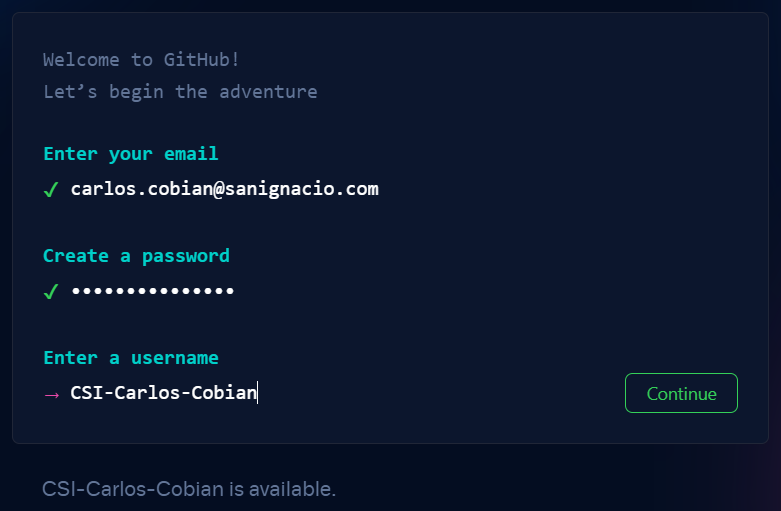 Welcome to GitHub!
Let’s begin the adventure
Enter your email
✓ carlos.cobian@sanignacio.com
Create a password
✓ •••••••••••••••
Enter a username
→ CSI-Carlos-Cobian
Continue
CSI-Carlos-Cobian is available.